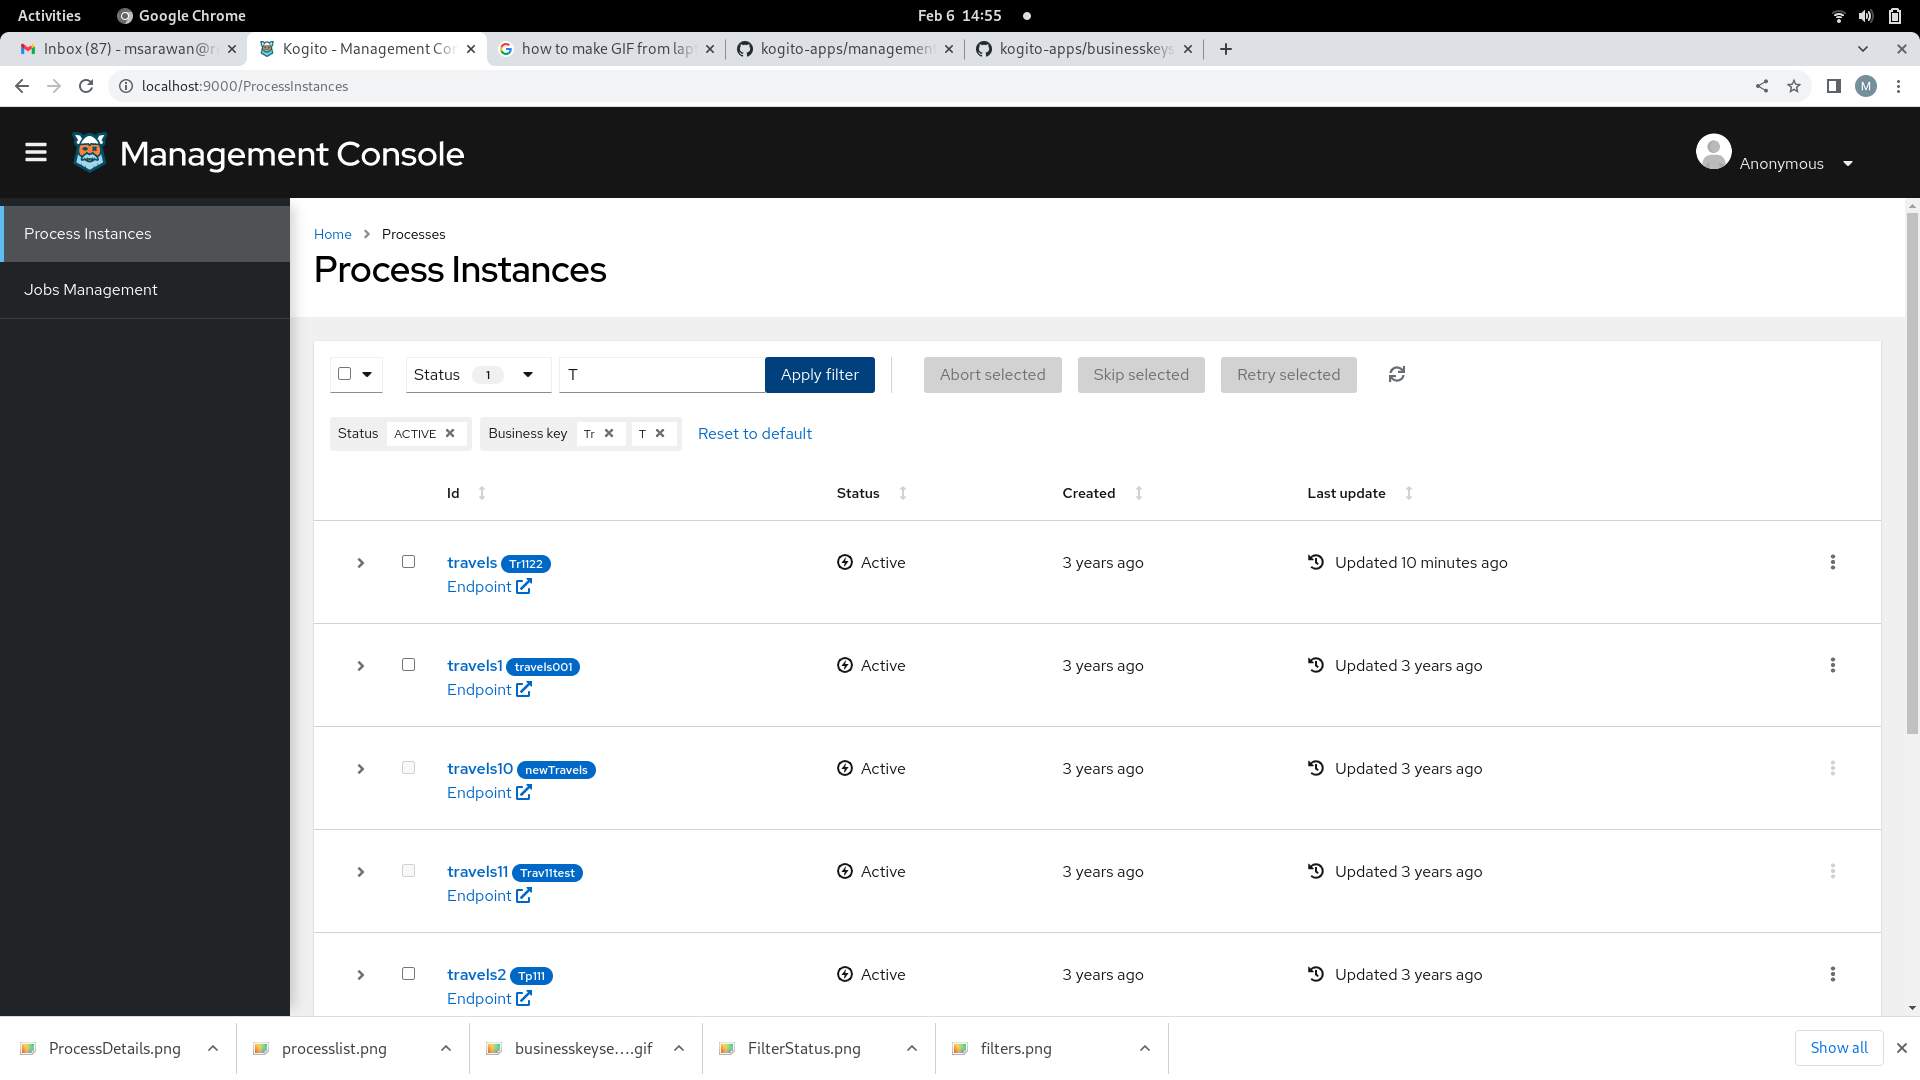 Activities Google Chrome Feb 6 14:55
Inbox (87) - msarawan@r Kogito - Management Con how to make GIF from lap kogito-apps/management kogito-apps/businesskeys
localhost:9000/ProcessInstances M
Management Console
Anonymous
Process Instances
Jobs Management
Home Processes
Process Instances
Status 1 T Apply filter Abort selected Skip selected Retry selected
Status ACTIVE Business key Tr T Reset to default
Id Status Created Last update
travels Tr1122 Active 3 years ago Updated 10 minutes ago
Endpoint
travels1 travels001 Active 3 years ago Updated 3 years ago
Endpoint
travels10 newTravels Active 3 years ago Updated 3 years ago
Endpoint
travels11 Trav11test Active 3 years ago Updated 3 years ago
Endpoint
travels2 Tp111 Active 3 years ago Updated 3 years ago
Endpoint
ProcessDetails.png processlist.png businesskeyse....gif FilterStatus.png filters.png Show all